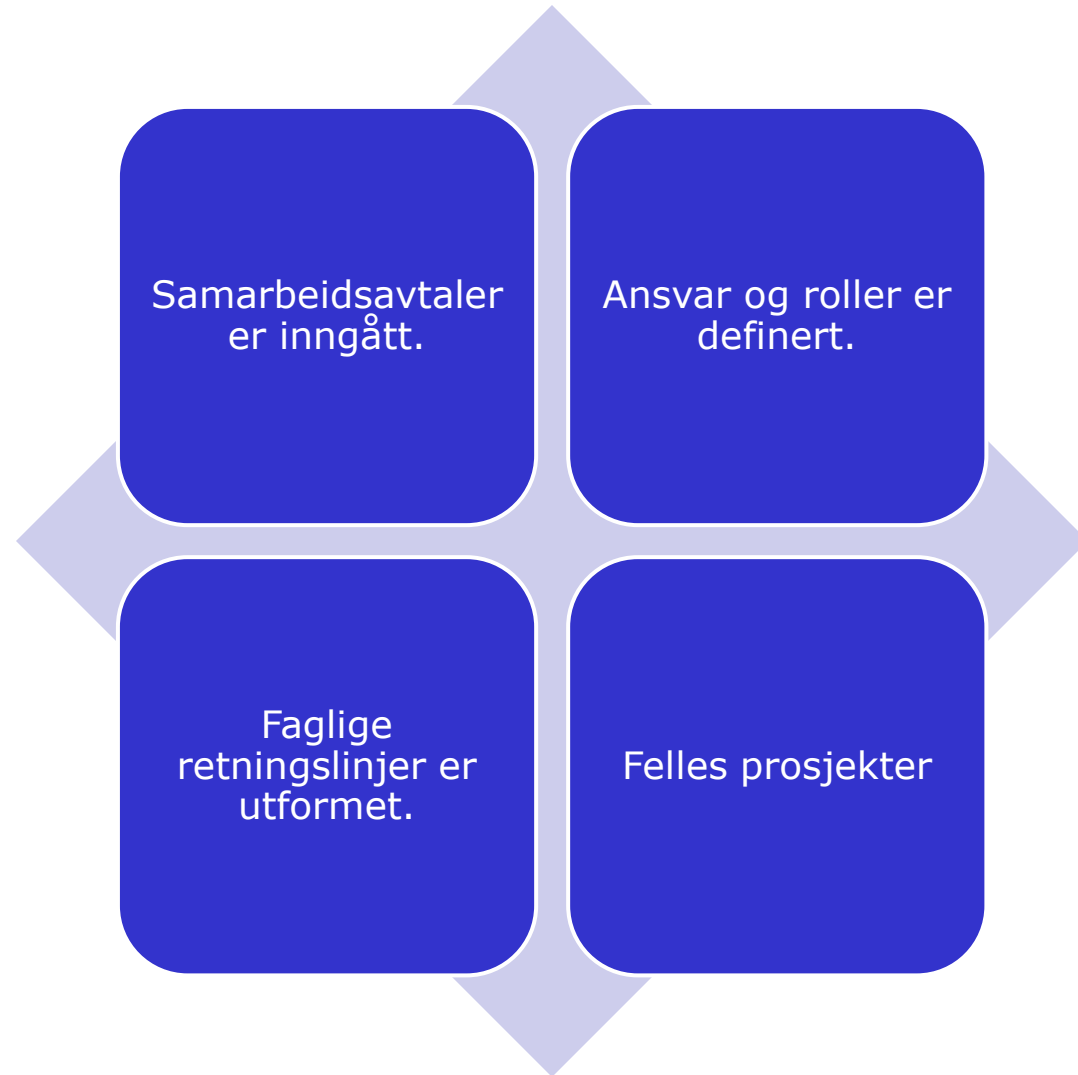 Samarbeidsavtaler
er inngått.
Ansvar og roller er
definert.
Faglige
retningslinjer er
utformet.
Felles prosjekter